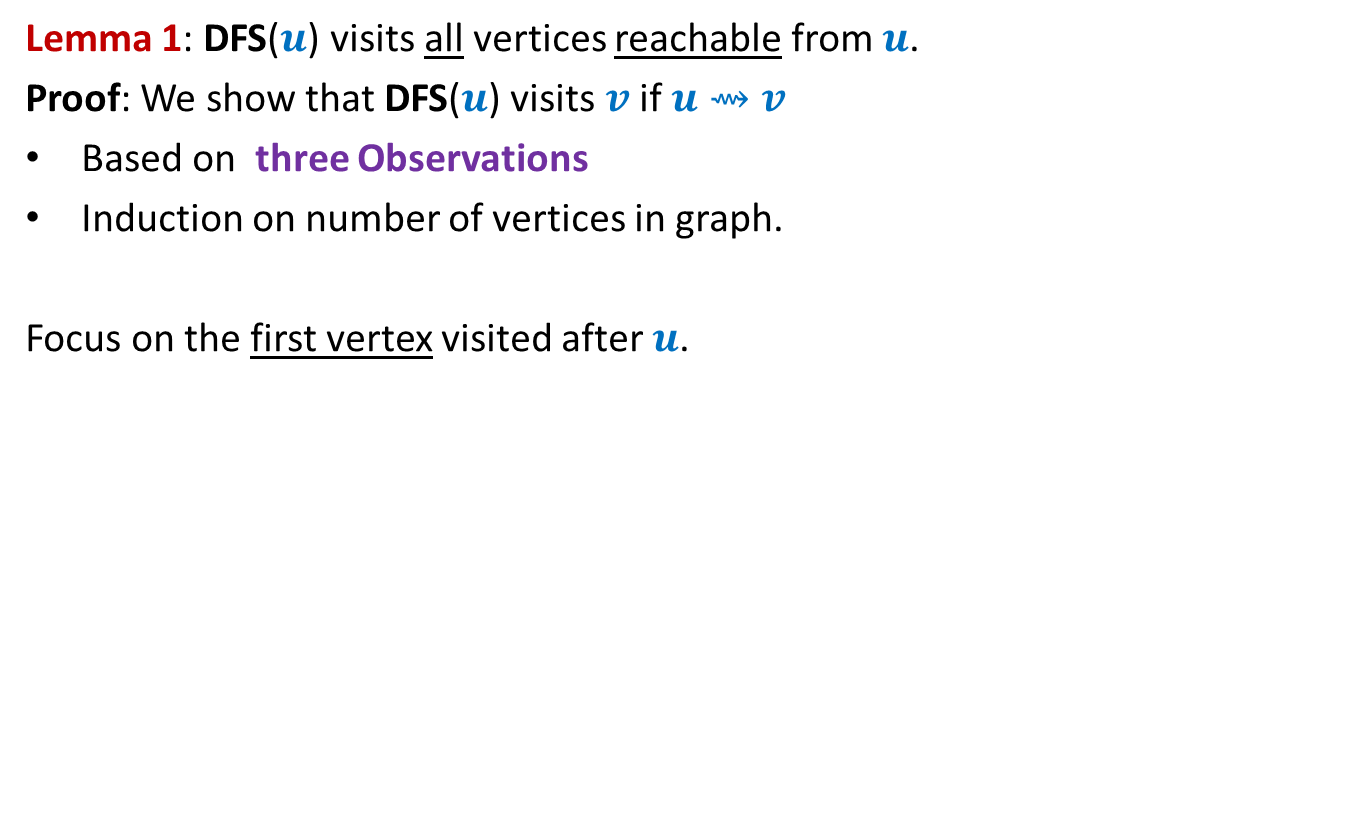 Lemma 1: DFS(u) visits all vertices reachable from u.
Proof: We show that DFS(u) visits v if u ⇝ v
• Based on three Observations
• Induction on number of vertices in graph.
Focus on the first vertex visited after u.